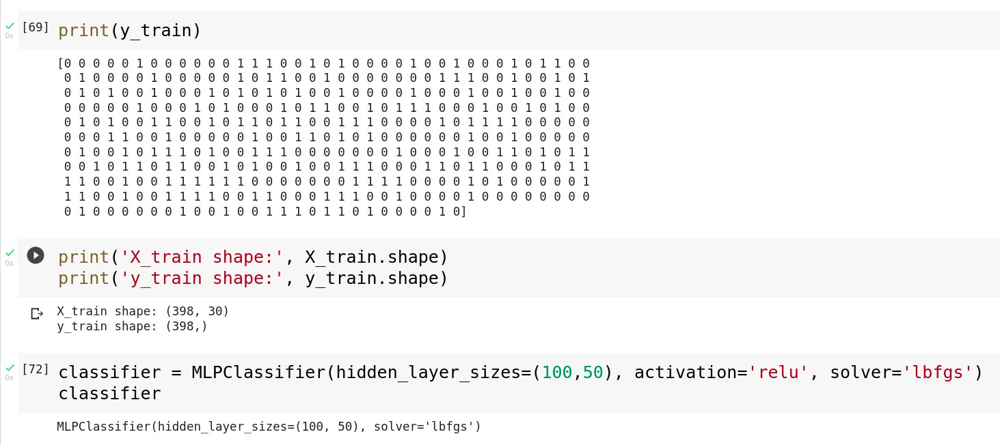 [69] print(y_train)
0s
[0 0 0 0 0 1 0 0 0 0 0 0 1 1 1 0 0 1 0 1 0 0 0 0 1 0 0 1 0 0 0 1 0 1 1 0 0
0 1 0 0 0 0 1 0 0 0 0 0 1 0 1 1 0 0 1 0 0 0 0 0 0 0 1 1 1 0 0 1 0 0 1 0 1
0 1 0 1 0 0 1 0 0 0 1 0 1 0 1 0 1 0 0 1 0 0 0 0 1 0 0 0 1 0 0 1 0 0 1 0 0
0 0 0 0 0 1 0 0 0 1 0 1 0 0 0 1 0 1 1 0 0 1 0 1 1 1 0 0 0 1 0 0 1 0 1 0 0
0 1 0 1 0 0 1 1 0 0 1 0 1 1 0 1 1 0 0 1 1 1 0 0 0 0 1 0 1 1 1 1 0 0 0 0 0
0 0 0 1 1 0 0 1 0 0 0 0 0 1 0 0 1 1 0 1 0 1 0 0 0 0 0 0 1 0 0 1 0 0 0 0 0
0 1 0 0 1 0 1 1 1 0 1 0 0 1 1 1 0 0 0 0 0 0 0 1 0 0 0 1 0 0 1 1 0 1 0 1 1
0 0 1 0 1 1 0 1 1 0 0 1 0 1 0 0 1 0 0 1 1 1 0 0 0 1 1 0 1 1 0 0 0 1 0 1 1
1 1 0 0 1 0 0 1 1 1 1 1 1 0 0 0 0 0 0 0 1 1 1 1 0 0 0 0 1 0 1 0 0 0 0 0 1
1 1 0 0 1 0 0 1 1 1 1 0 0 1 1 0 0 0 1 1 1 0 0 1 0 0 0 0 1 0 0 0 0 0 0 0 0
0 1 0 0 0 0 0 0 1 0 0 1 0 0 1 1 1 0 1 1 0 1 0 0 0 0 1 0]
print('X_train shape:', X_train.shape)
0s
print('y_train shape:', y_train.shape)
X_train shape: (398, 30)
y_train shape: (398,)
[72] classifier = MLPClassifier(hidden_layer_sizes=(100,50), activation='relu', solver='lbfgs')
0s
classifier
MLPClassifier(hidden_layer_sizes=(100, 50), solver='lbfgs')